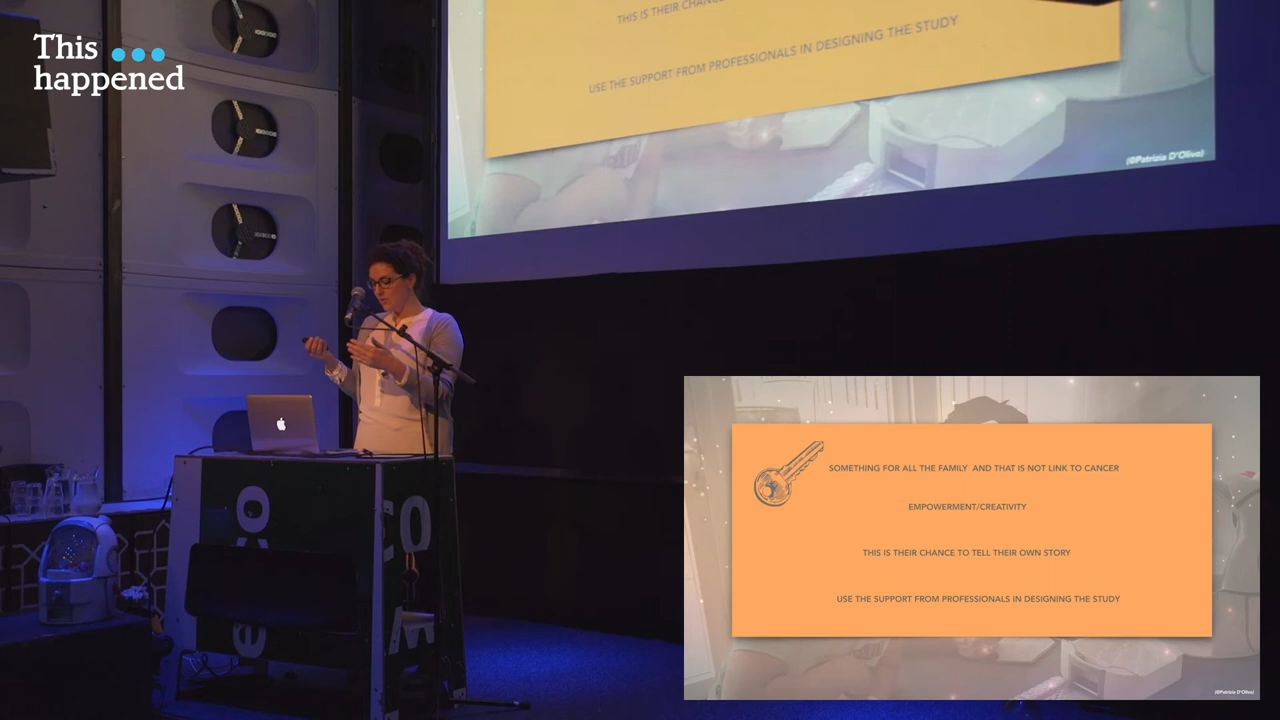 This
happened
THIS IS THEIR CHANCE
USE THE SUPPORT FROM PROFESSIONALS IN DESIGNING THE STUDY
(©Patrizia D'Olivo)
SOMETHING FOR ALL THE FAMILY AND THAT IS NOT LINK TO CANCER
EMPOWERMENT/CREATIVITY
THIS IS THEIR CHANCE TO TELL THEIR OWN STORY
USE THE SUPPORT FROM PROFESSIONALS IN DESIGNING THE STUDY
(©Patrizia D'Olivo)